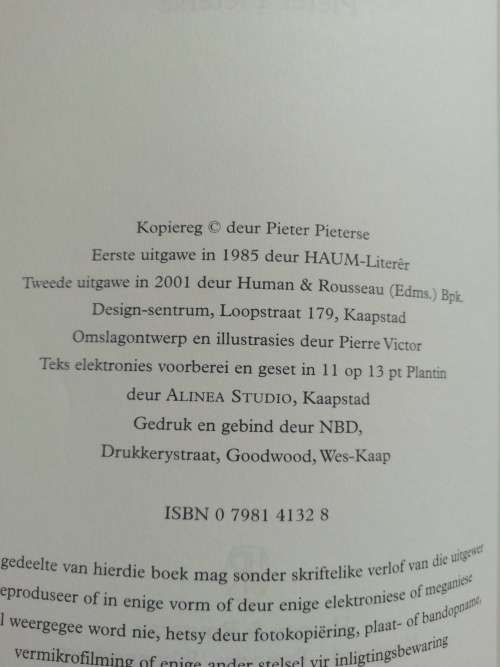 Kopiereg © deur Pieter Pieterse
Eerste uitgawe in 1985 deur HAUM-Literêr
Tweede uitgawe in 2001 deur Human & Rousseau (Edms.) Bpk.
Design-sentrum, Loopstraat 179, Kaapstad
Omslagontwerp en illustrasies deur Pierre Victor
Teks elektronies voorberei en geset in 11 op 13 pt Plantin
deur ALINEA STUDIO, Kaapstad
Gedruk en gebind deur NBD,
Drukkerystraat, Goodwood, Wes-Kaap
ISBN 0 7981 4132 8
gedeelte van hierdie boek mag sonder skriftelike verlof van die uitgewer
eproduseer of in enige vorm of deur enige elektroniese of meganiese
l weergegee word nie, hetsy deur fotokopiëring, plaat- of bandopname,
vermikrofilming of enige ander stelsel vir inligtingsbewaring